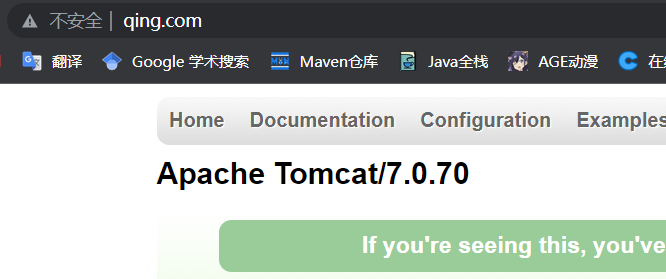 不安全 | qing.com
翻译 Google 学术搜索 Maven仓库 Java全栈 AGE动漫 在
Home Documentation Configuration Examples
Apache Tomcat/7.0.70
If you're seeing this, you've